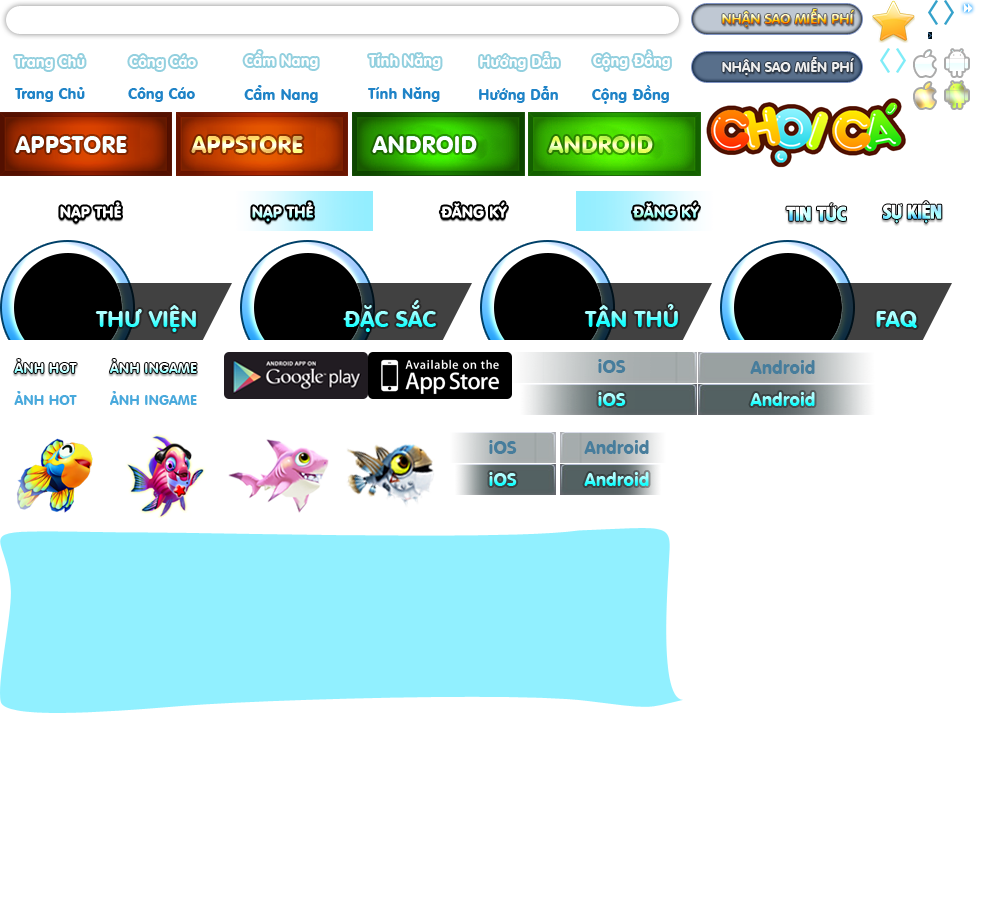 NHẬN SAO MIỄN PHÍ
Trang Chủ Công Cáo Cẩm Nang Tính Năng Hướng Dẫn Cộng Đồng
NHẬN SAO MIỄN PHÍ
Trang Chủ Công Cáo Cẩm Nang Tính Năng Hướng Dẫn Cộng Đồng
APPSTORE APPSTORE ANDROID ANDROID
CHỌI CÁ
NẠP THẺ NẠP THẺ ĐĂNG KÝ ĐĂNG KÝ TIN TỨC SỰ KIỆN
THƯ VIỆN ĐẶC SẮC TÂN THỦ FAQ
ẢNH HOT ẢNH INGAME
ANDROID APP ON
Google play
Available on the
App Store
iOS Android
ẢNH HOT ẢNH INGAME
iOS Android
iOS Android
iOS Android